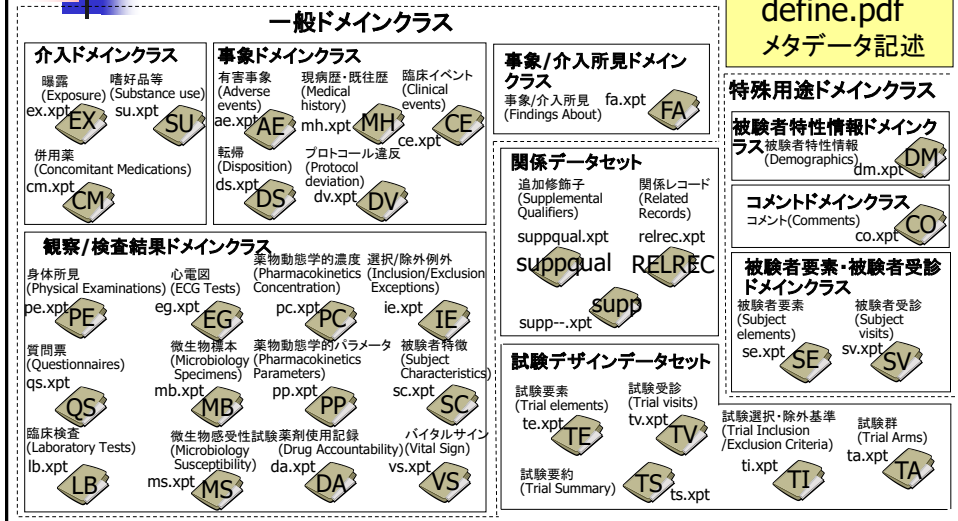 一般ドメインクラス
define.pdf
メタデータ記述
介入ドメインクラス
曝露
(Exposure)
ex.xpt
EX
嗜好品等
(Substance use)
su.xpt
SU
併用薬
(Concomitant Medications)
cm.xpt
CM
事象ドメインクラス
有害事象
(Adverse
events)
ae.xpt
AE
現病歴・既往歴
(Medical
history)
mh.xpt
MH
臨床イベント
(Clinical
events)
ce.xpt
CE
転帰
(Disposition)
ds.xpt
DS
プロトコール違反
(Protocol
deviation)
dv.xpt
DV
事象/介入所見ドメイン
クラス
事象/介入所見
(Findings About)
fa.xpt
FA
特殊用途ドメインクラス
被験者特性情報ドメインク
ラス
被験者特性情報
(Demographics)
dm.xpt
DM
コメントドメインクラス
コメント(Comments)
co.xpt
CO
被験者要素・被験者受診
ドメインクラス
被験者要素
(Subject
elements)
se.xpt
SE
被験者受診
(Subject
visits)
sv.xpt
SV
関係データセット
追加修飾子
(Supplemental
Qualifiers)
suppqual.xpt
suppqual
関係レコード
(Related
Records)
relrec.xpt
RELREC
supp
supp--.xpt
観察/検査結果ドメインクラス
身体所見
(Physical Examinations)
pe.xpt
PE
心電図
(ECG Tests)
eg.xpt
EG
薬物動態学的濃度
(Pharmacokinetics
Concentration)
pc.xpt
PC
選択/除外例外
(Inclusion/Exclusion
Exceptions)
ie.xpt
IE
質問票
(Questionnaires)
qs.xpt
QS
微生物標本
(Microbiology
Specimens)
mb.xpt
MB
薬物動態学的パラメータ
(Pharmacokinetics
Parameters)
pp.xpt
PP
被験者特徴
(Subject
Characteristics)
sc.xpt
SC
臨床検査
(Laboratory Tests)
lb.xpt
LB
微生物感受性試験
(Microbiology
Susceptibility)
ms.xpt
MS
薬剤使用記録
(Drug Accountability)
da.xpt
DA
バイタルサイン
(Vital Sign)
vs.xpt
VS
試験デザインデータセット
試験要素
(Trial elements)
te.xpt
TE
試験受診
(Trial visits)
tv.xpt
TV
試験選択・除外基準
(Trial Inclusion
/Exclusion Criteria)
ti.xpt
TI
試験群
(Trial Arms)
ta.xpt
TA
試験要約
(Trial Summary)
TS
ts.xpt